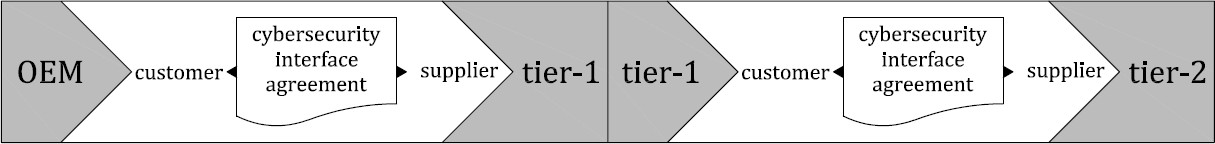 OEM
customer
cybersecurity
interface
agreement
supplier
tier-1
tier-1
customer
cybersecurity
interface
agreement
supplier
tier-2